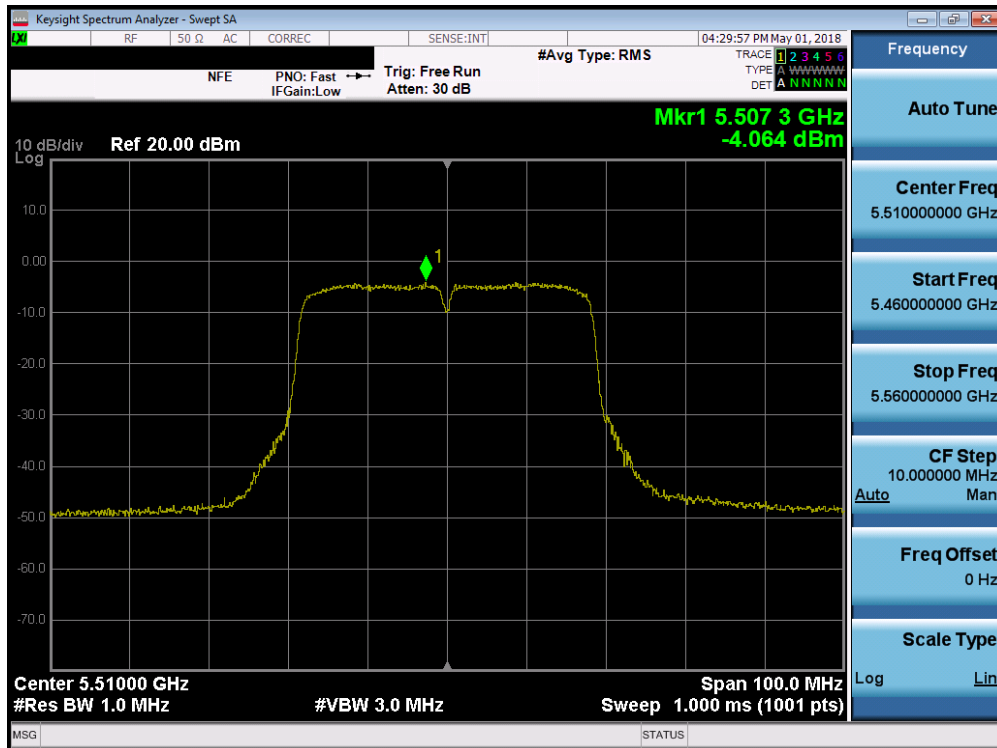 Keysight Spectrum Analyzer - Swept SA
LXI RF 50 Ω AC CORREC SENSE:INT 04:29:57 PM May 01, 2018
NFE PNO: Fast Trig: Free Run #Avg Type: RMS TRACE 1 2 3 4 5 6
IFGain:Low Atten: 30 dB TYPE A WWWWW
DET A N N N N N
Mkr1 5.507 3 GHz
-4.064 dBm
10 dB/div Ref 20.00 dBm
Log
10.0
0.00
-10.0
-20.0
-30.0
-40.0
-50.0
-60.0
-70.0
1
Center 5.51000 GHz Span 100.0 MHz
#Res BW 1.0 MHz #VBW 3.0 MHz Sweep 1.000 ms (1001 pts)
MSG STATUS
Frequency
Auto Tune
Center Freq
5.510000000 GHz
Start Freq
5.460000000 GHz
Stop Freq
5.560000000 GHz
CF Step
10.000000 MHz
Auto Man
Freq Offset
0 Hz
Scale Type
Log Lin